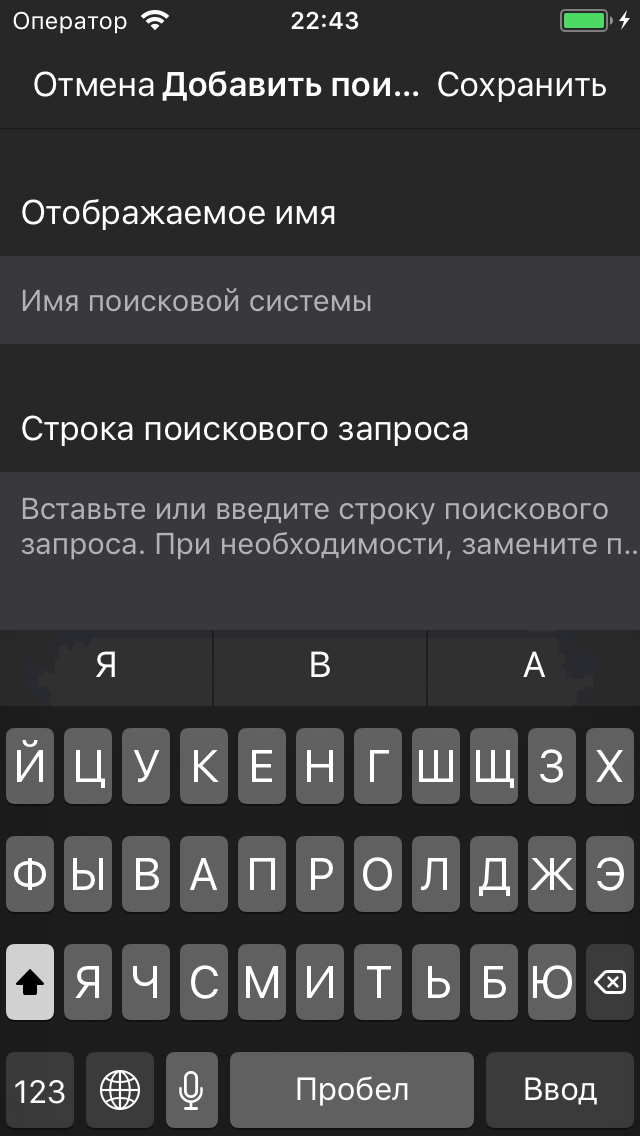 Оператор 22:43
Отмена Добавить пои... Сохранить
Отображаемое имя
Имя поисковой системы
Строка поискового запроса
Вставьте или введите строку поискового
запроса. При необходимости, замените п...
Я В А
Й Ц У К Е Н Г Ш Щ З Х
Ф Ы В А П Р О Л Д Ж Э
Я Ч С М И Т Ь Б Ю
123 Пробел Ввод